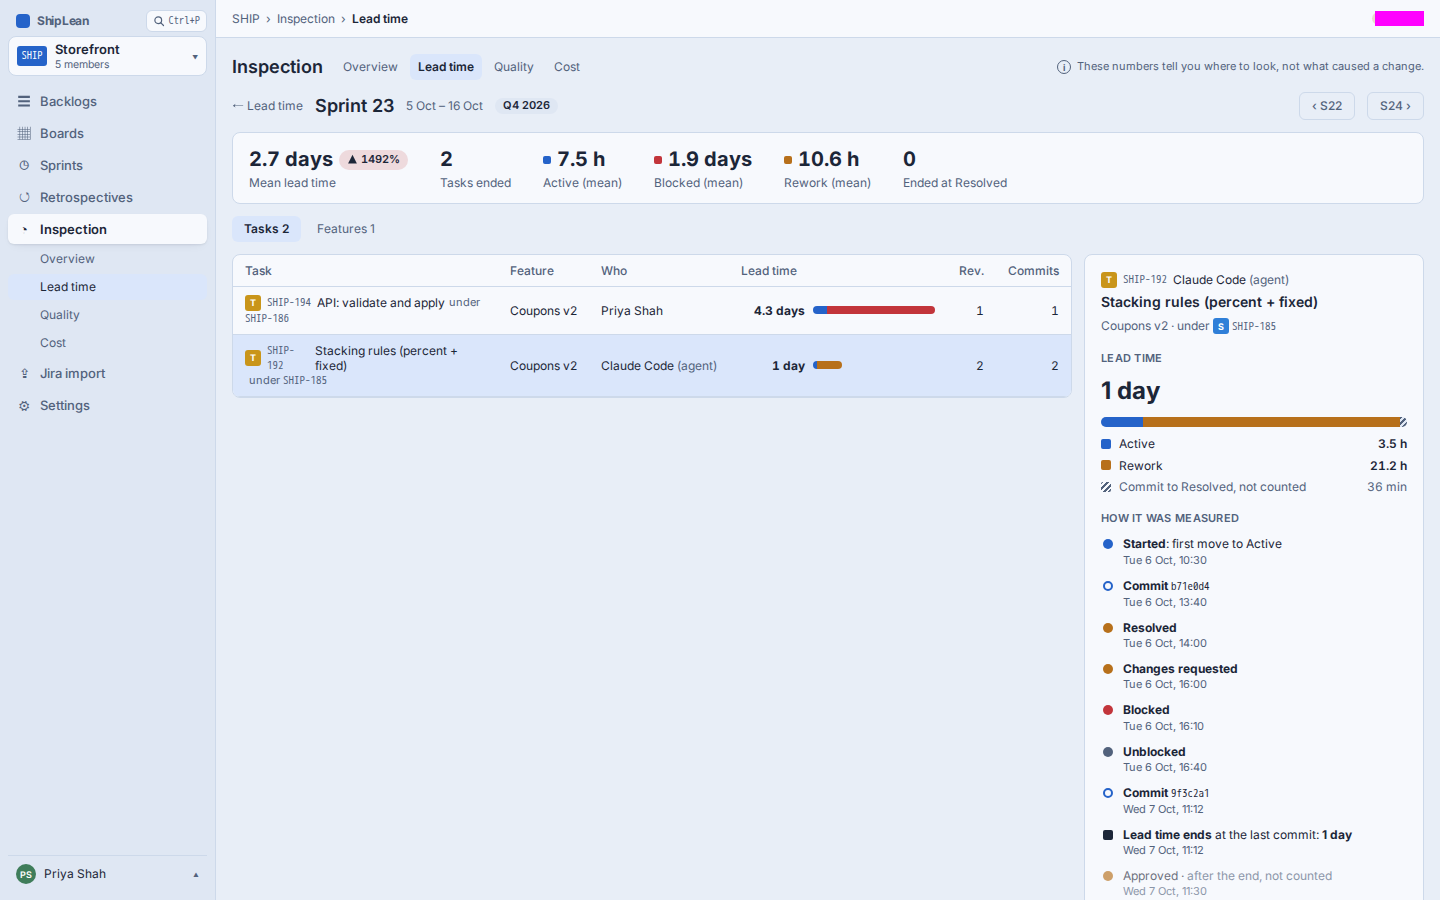 ShipLean
Ctrl+P
SHIP
Storefront
5 members
Backlogs
Boards
Sprints
Retrospectives
Inspection
Overview
Lead time
Quality
Cost
Jira import
Settings
PS
Priya Shah
SHIP › Inspection › Lead time
Inspection Overview Lead time Quality Cost
These numbers tell you where to look, not what caused a change.
← Lead time Sprint 23 5 Oct – 16 Oct Q4 2026
‹ S22 S24 ›
2.7 days ▲ 1492%
Mean lead time
2
Tasks ended
7.5 h
Active (mean)
1.9 days
Blocked (mean)
10.6 h
Rework (mean)
0
Ended at Resolved
Tasks 2 Features 1
Task Feature Who Lead time Rev. Commits
T SHIP-194 API: validate and apply under
SHIP-186
Coupons v2 Priya Shah 4.3 days 1 1
T SHIP-192 Stacking rules (percent + fixed)
under SHIP-185
Coupons v2 Claude Code (agent) 1 day 2 2
T SHIP-192 Claude Code (agent)
Stacking rules (percent + fixed)
Coupons v2 · under S SHIP-185
LEAD TIME
1 day
Active 3.5 h
Rework 21.2 h
Commit to Resolved, not counted 36 min
HOW IT WAS MEASURED
Started: first move to Active
Tue 6 Oct, 10:30
Commit b71e0d4
Tue 6 Oct, 13:40
Resolved
Tue 6 Oct, 14:00
Changes requested
Tue 6 Oct, 16:00
Blocked
Tue 6 Oct, 16:10
Unblocked
Tue 6 Oct, 16:40
Commit 9f3c2a1
Wed 7 Oct, 11:12
Lead time ends at the last commit: 1 day
Wed 7 Oct, 11:12
Approved · after the end, not counted
Wed 7 Oct, 11:30